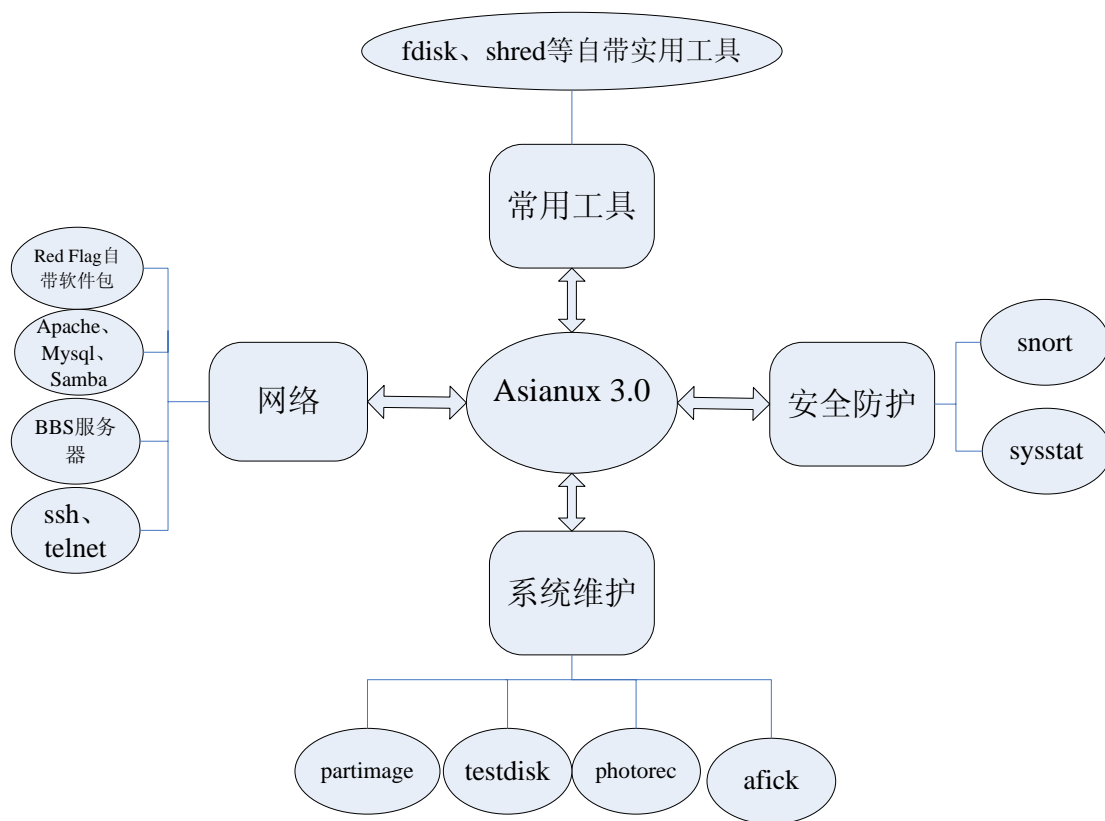 fdisk、shred等自带实用工具
常用工具
Red Flag自
带软件包
Apache、
Mysql、
Samba
BBS服务
器
ssh、
telnet
网络
Asianux 3.0
安全防护
snort
sysstat
系统维护
partimage
testdisk
photorec
afick